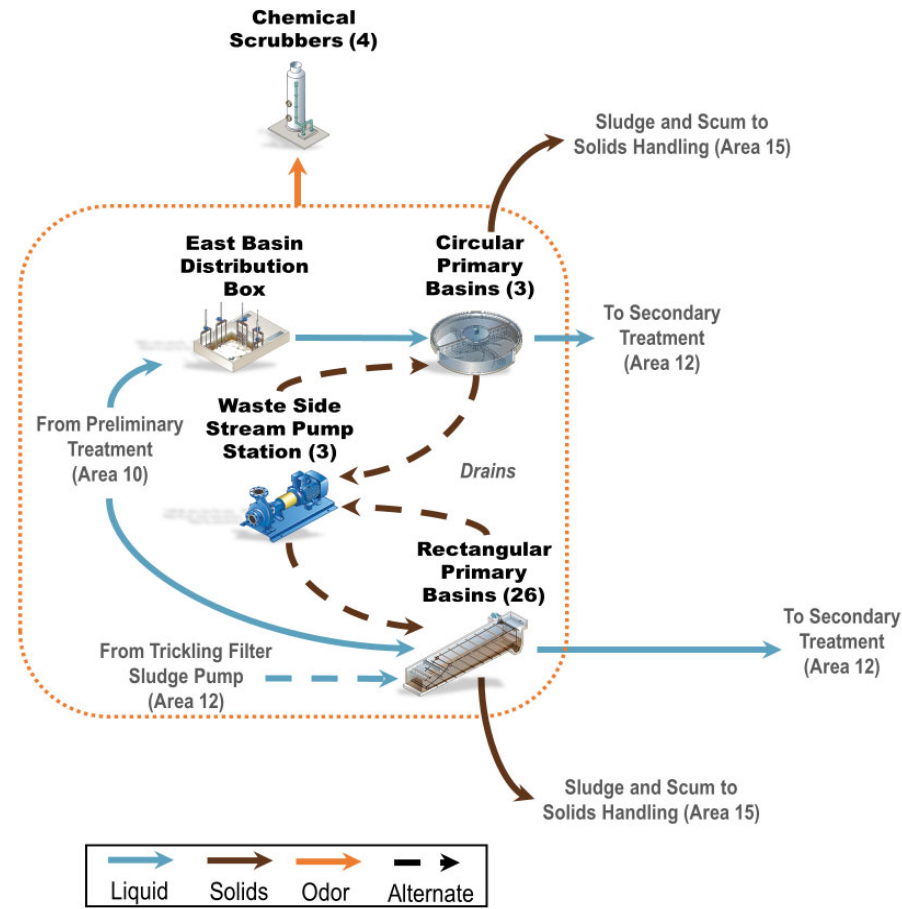 Chemical
Scrubbers (4)
Sludge and Scum to
Solids Handling (Area 15)
East Basin
Distribution
Box
Circular
Primary
Basins (3)
To Secondary
Treatment
(Area 12)
From Preliminary
Treatment
(Area 10)
Waste Side
Stream Pump
Station (3)
Drains
Rectangular
Primary
Basins (26)
To Secondary
Treatment
(Area 12)
From Trickling Filter
Sludge Pump
(Area 12)
Sludge and Scum to
Solids Handling (Area 15)
Liquid Solids Odor Alternate